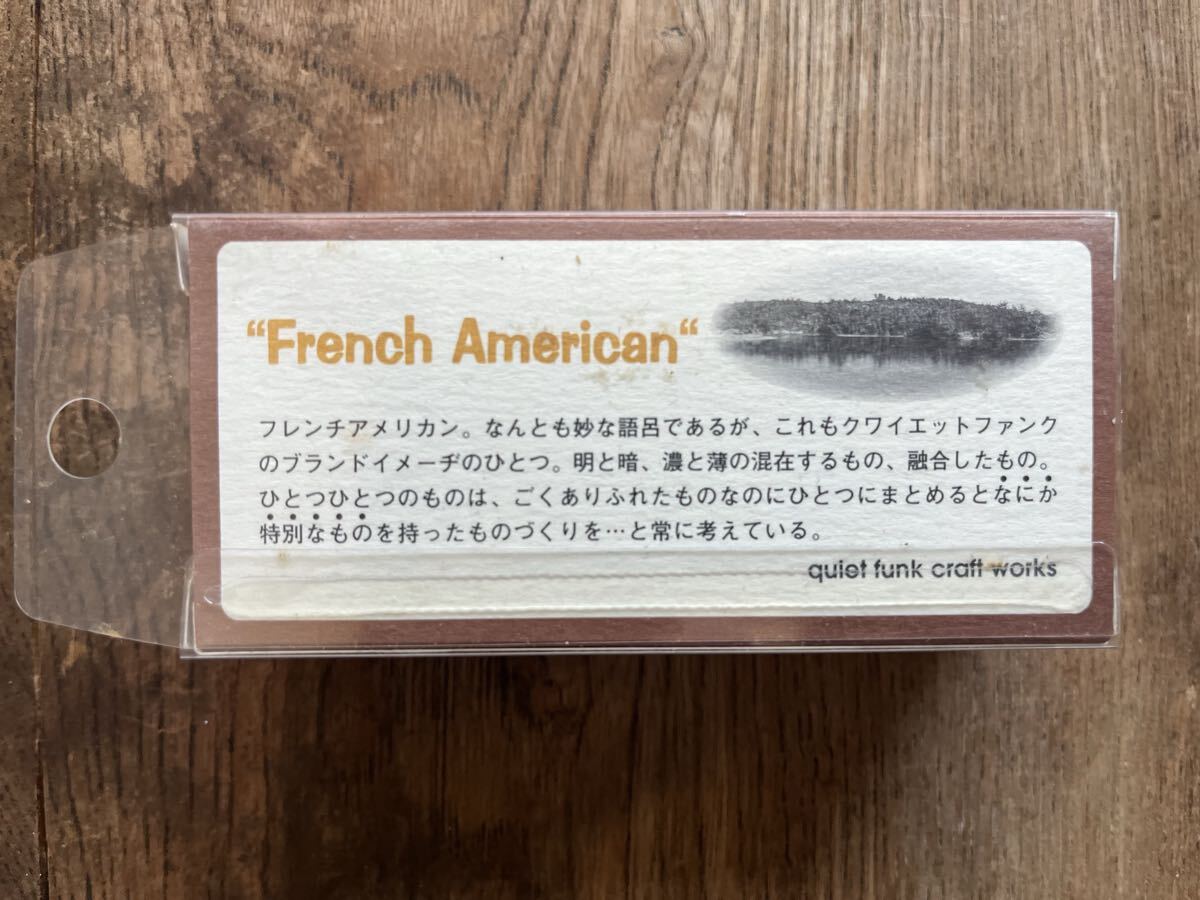 “French American“
フレンチアメリカン。なんとも妙な語呂であるが、これもクワイエットファンク
のブランドイメーヂのひとつ。明と暗、濃と薄の混在するもの、融合したもの。
ひとつひとつのものは、ごくありふれたものなのにひとつにまとめるとなにか
特別なものを持ったものづくりを…と常に考えている。
quiet funk craft works